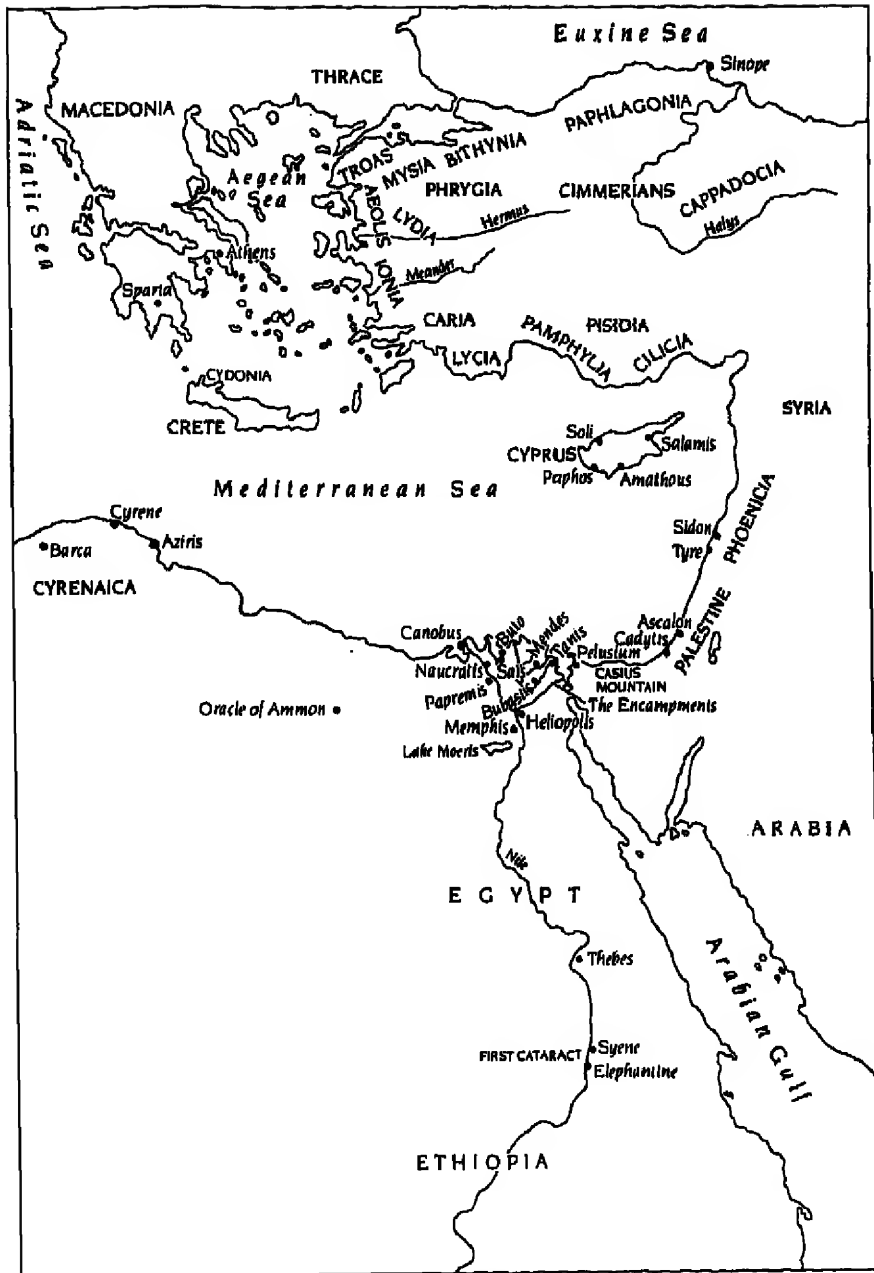 Euxine Sea
Sinope
THRACE
MACEDONIA
PAPHLAGONIA
Adriatic Sea
BITHYNIA
TROAS
MYSIA
Aegean
Sea
PHRYGIA
CIMMERIANS
CAPPADOCIA
AEOLIS
LYDIA
Hermus
Halys
Athens
IONIA
Meander
Sparta
CARIA
PISIDIA
PAMPHYLIA
CILICIA
LYCIA
CYDONIA
CRETE
SYRIA
Soli
CYPRUS
Salamis
Paphos
Amathous
Mediterranean Sea
Cyrene
Barca
Aziris
CYRENAICA
Sidon
Tyre
PHOENICIA
Ascalon
Cadytis
PALESTINE
Canobus
Buto
Mendes
Tanis
Pelusium
Naucratis
Sais
CASIUS
MOUNTAIN
Papremis
Bubastis
The Encampments
Oracle of Ammon
Memphis
Heliopolis
Lake Moeris
ARABIA
Nile
EGYPT
Thebes
Arabian Gulf
FIRST CATARACT
Syene
Elephantine
ETHIOPIA